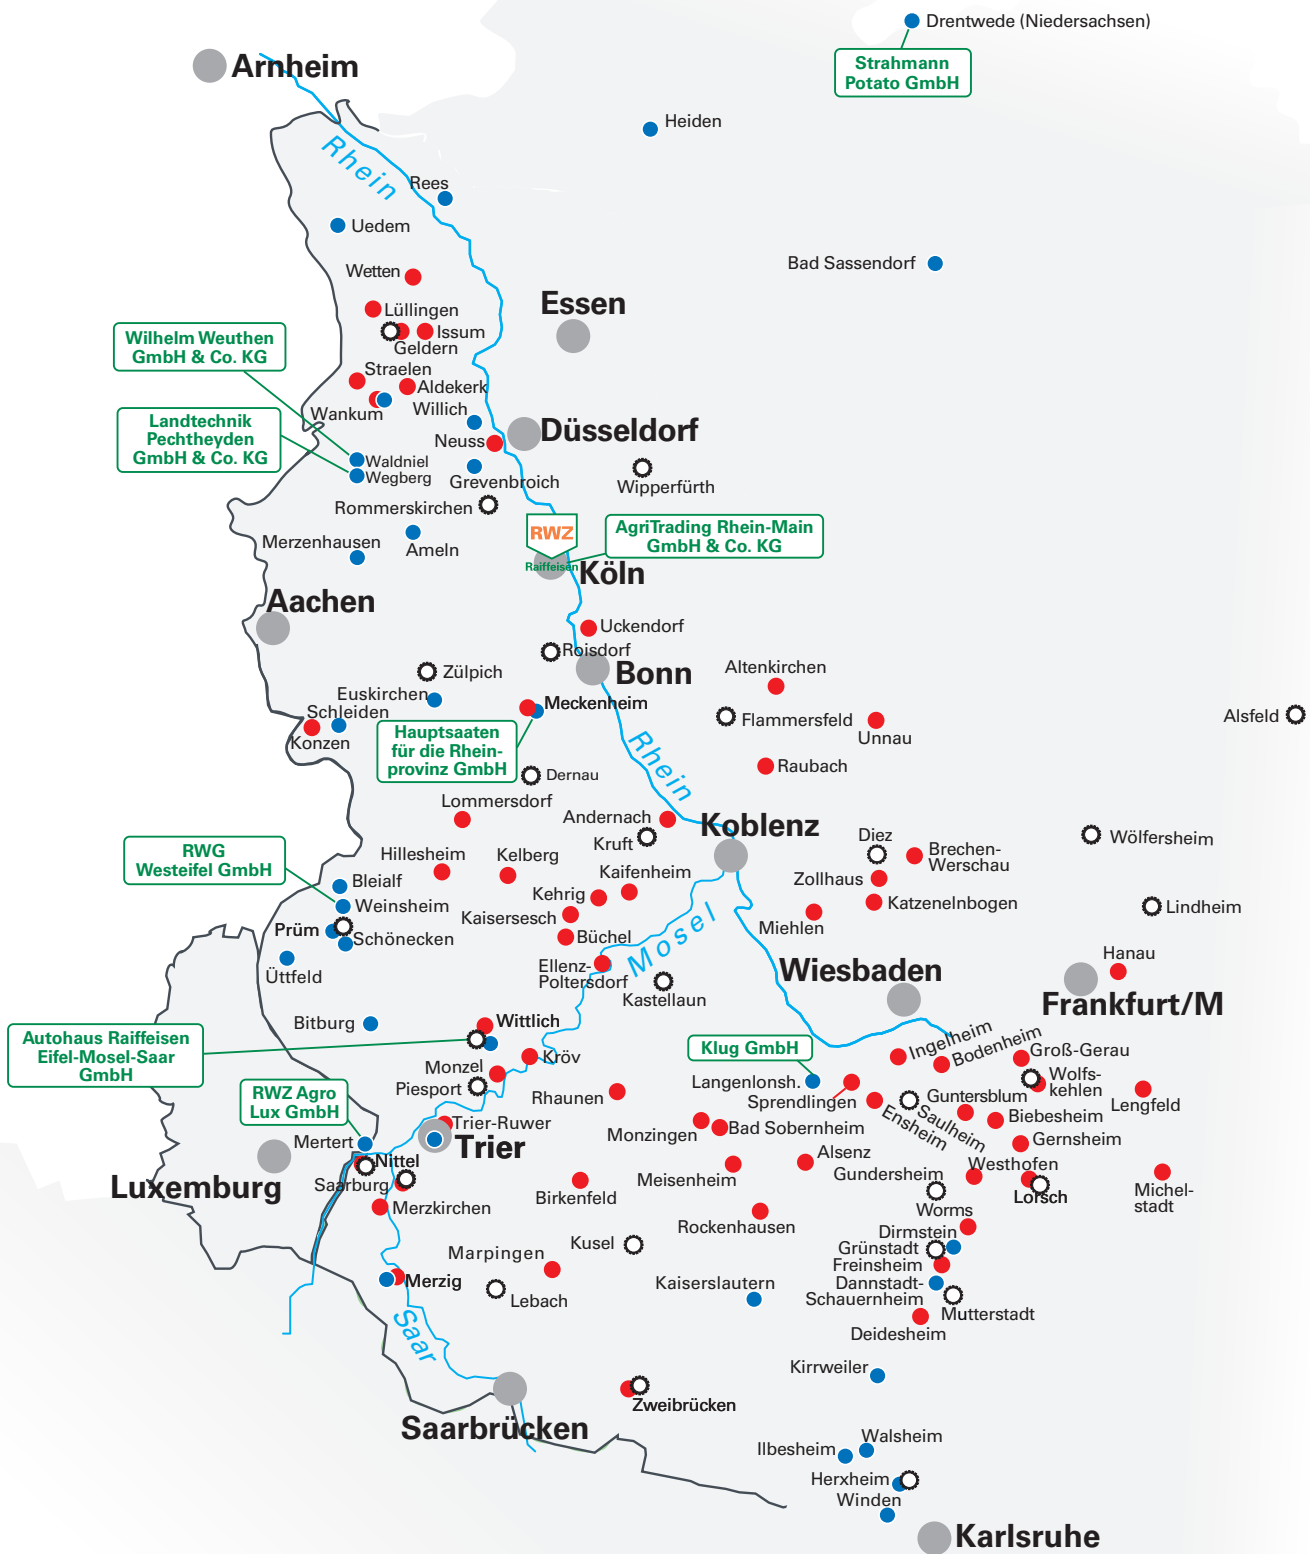 Drentwede (Niedersachsen)
Strahmann
Potato GmbH
Arnheim
Heiden
Rhein
Rees
Uedem
Bad Sassendorf
Wetten
Essen
Lüllingen
Issum
Geldern
Wilhelm Weuthen
GmbH & Co. KG
Straelen
Aldekerk
Wankum
Willich
Landtechnik
Pechtheyden
GmbH & Co. KG
Düsseldorf
Neuss
Waldniel
Wegberg
Grevenbroich
Wipperfürth
Rommerskirchen
RWZ
Raiffeisen
AgriTrading Rhein-Main
GmbH & Co. KG
Merzenhausen
Ameln
Köln
Aachen
Uckendorf
Roisdorf
Zülpich
Bonn
Altenkirchen
Euskirchen
Schleiden
Meckenheim
Konzen
Flammersfeld
Unnau
Alsfeld
Hauptsaaten
für die Rhein-
provinz GmbH
Rhein
Raubach
Dernau
Lommersdorf
Andernach
Koblenz
Kruft
Diez
Wölfersheim
RWG
Westeifel GmbH
Hillesheim
Kelberg
Kaifenheim
Brechen-
Werschau
Bleialf
Kehrig
Zollhaus
Weinsheim
Kaisersesch
Katzenelnbogen
Lindheim
Prüm
Schönecken
Büchel
Mosel
Miehlen
Üttfeld
Ellenz-
Poltersdorf
Wiesbaden
Hanau
Kastellaun
Frankfurt/M
Bitburg
Wittlich
Autohaus Raiffeisen
Eifel-Mosel-Saar
GmbH
Klug GmbH
Ingelheim
Bodenheim
Groß-Gerau
Monzel
Kröv
Piesport
Langenlonsh.
Wolfs-
kehlen
RWZ Agro
Lux GmbH
Rhaunen
Sprendlingen
Ensheim
Saulheim
Guntersblum
Lengfeld
Trier-Ruwer
Monzingen
Bad Sobernheim
Biebesheim
Mertert
Trier
Gernsheim
Nittel
Alsenz
Westhofen
Luxemburg
Saarburg
Birkenfeld
Meisenheim
Gundersheim
Lorsch
Michel-
stadt
Merzkirchen
Worms
Rockenhausen
Dirmstein
Kusel
Grünstadt
Marpingen
Freinsheim
Merzig
Kaiserslautern
Dannstadt-
Schauernheim
Lebach
Mutterstadt
Saar
Deidesheim
Kirrweiler
Zweibrücken
Saarbrücken
Walsheim
Ilbesheim
Herxheim
Winden
Karlsruhe